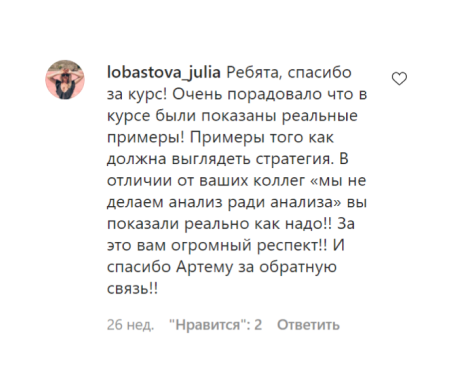 lobastova_julia Ребята, спасибо
за курс! Очень порадовало что в
курсе были показаны реальные
примеры! Примеры того как
должна выглядеть стратегия. В
отличии от ваших коллег «мы не
делаем анализ ради анализа» вы
показали реально как надо!! За
это вам огромный респект!! И
спасибо Артему за обратную
связь!!
26 нед. "Нравится": 2 Ответить